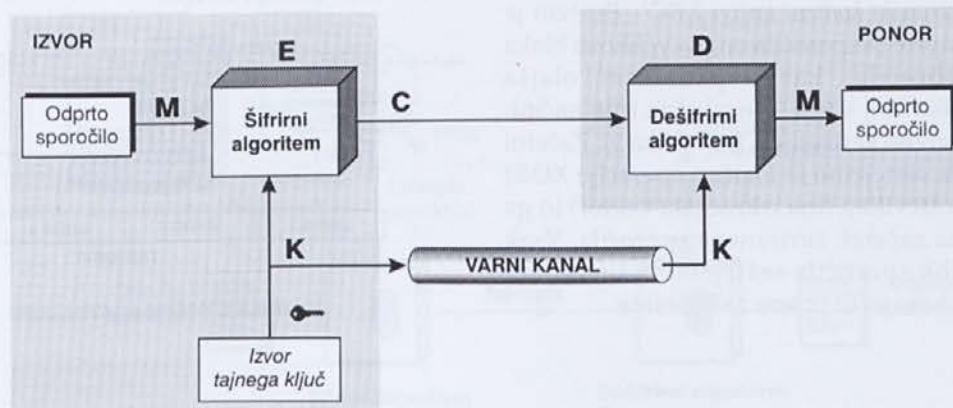 IZVOR
E
D
PONOR
Odprto
sporočilo
M
Šifrirni
algoritem
C
Dešifrirni
algoritem
M
Odprto
sporočilo
K
VARNI KANAL
K
Izvor
tajnega ključ